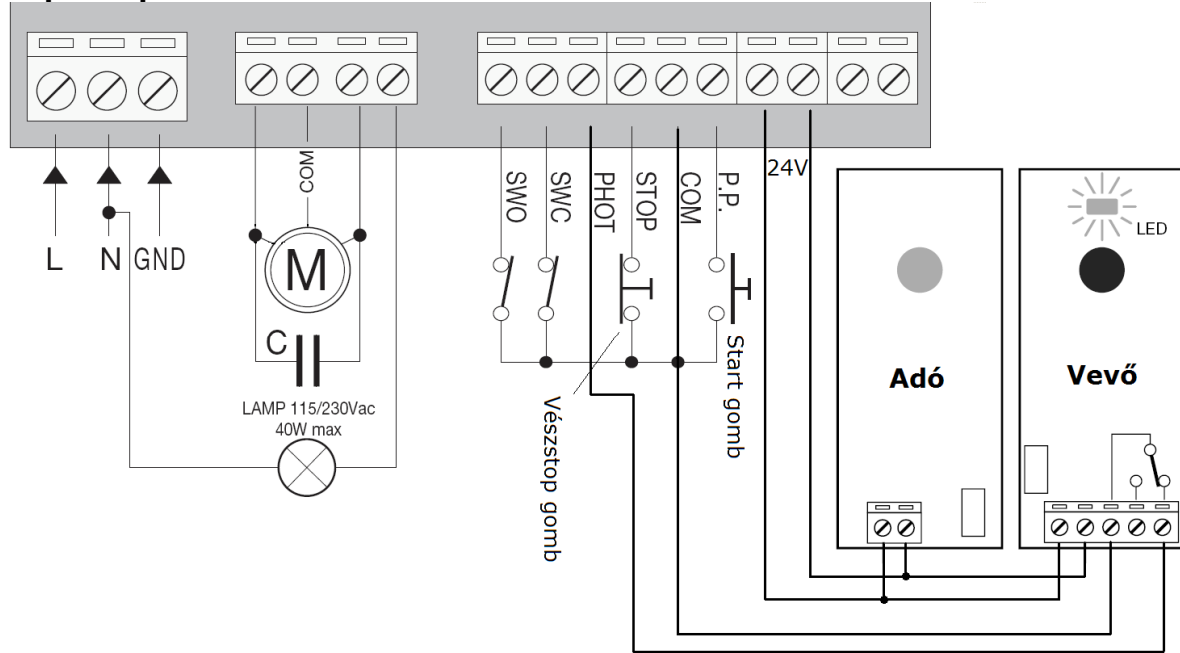 L
N
GND
COM
M
C
LAMP 115/230Vac
40W max
SWO
SWC
PHOT
STOP
COM
P.P.
24V
Vészstop gomb
Start gomb
Adó
LED
Vevő